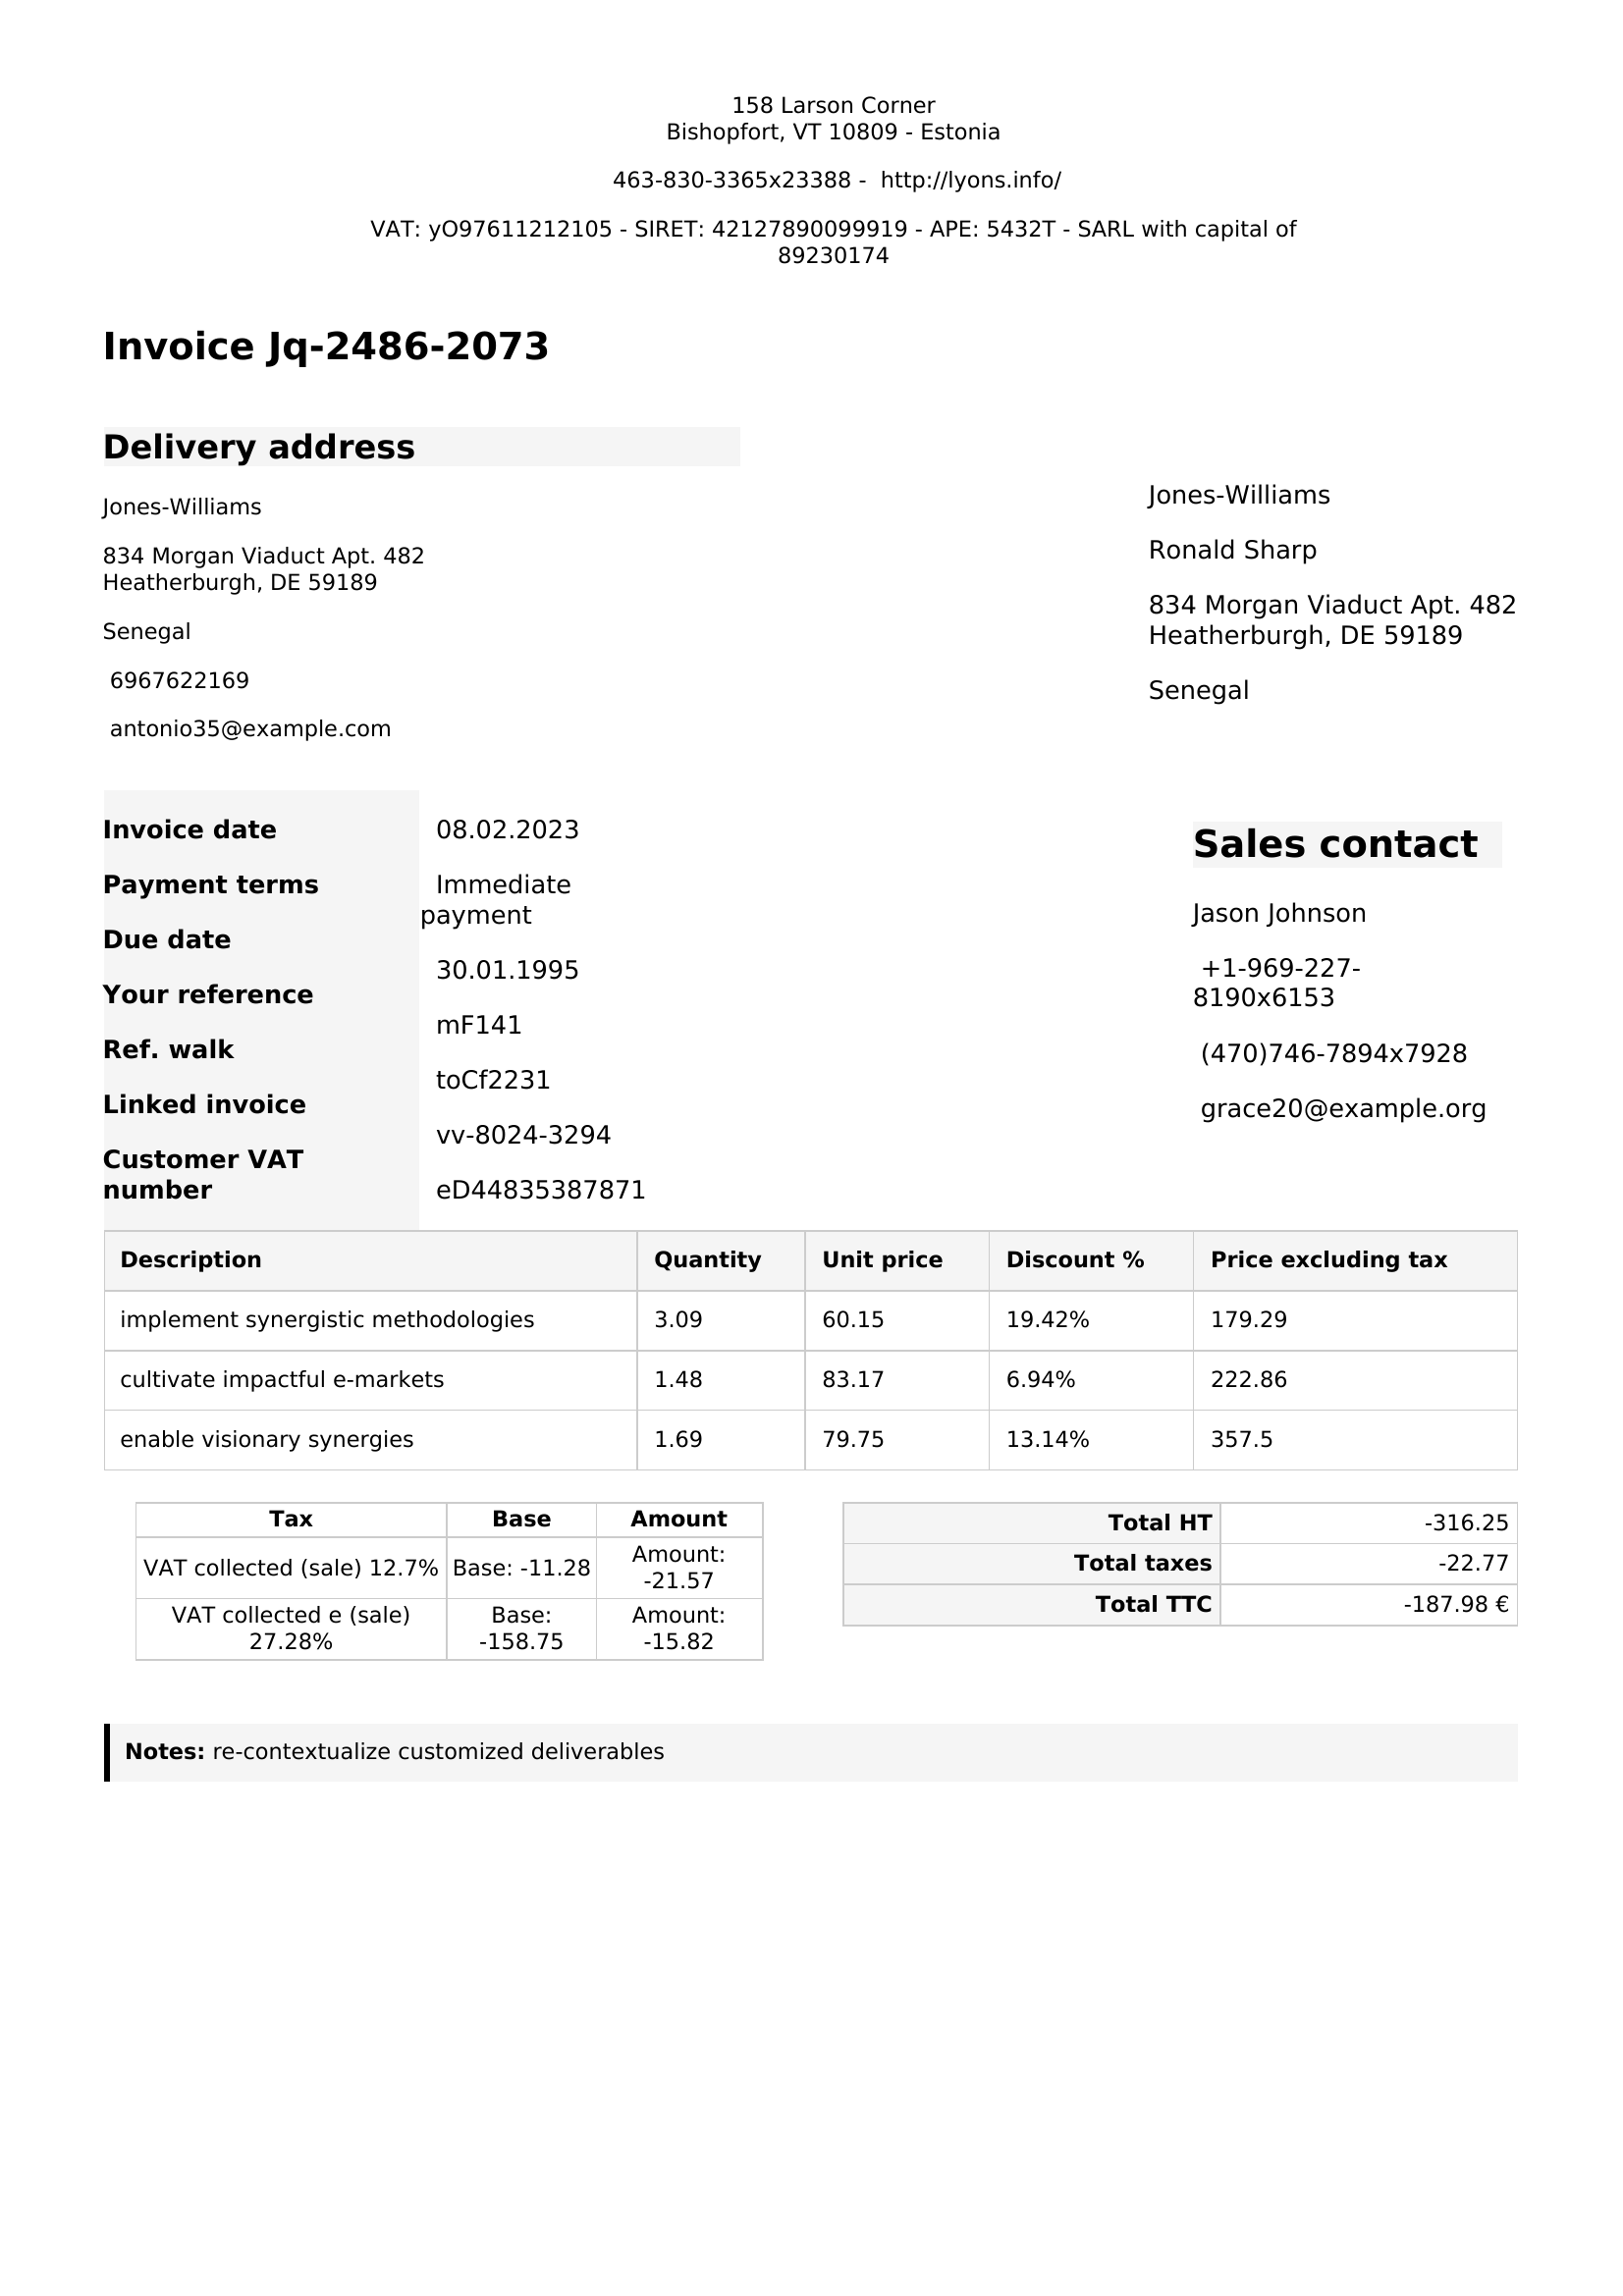 158 Larson Corner
Bishopfort, VT 10809 - Estonia
463-830-3365x23388 - http://lyons.info/
VAT: yO97611212105 - SIRET: 42127890099919 - APE: 5432T - SARL with capital of
89230174
Invoice Jq-2486-2073
Delivery address
Jones-Williams
834 Morgan Viaduct Apt. 482
Heatherburgh, DE 59189
Senegal
6967622169
antonio35@example.com
Jones-Williams
Ronald Sharp
834 Morgan Viaduct Apt. 482
Heatherburgh, DE 59189
Senegal
Invoice date
Payment terms
Due date
Your reference
Ref. walk
Linked invoice
Customer VAT
number
08.02.2023
Immediate
payment
30.01.1995
mF141
toCf2231
vv-8024-3294
eD44835387871
Sales contact
Jason Johnson
+1-969-227-
8190x6153
(470)746-7894x7928
grace20@example.org
Description Quantity Unit price Discount % Price excluding tax
implement synergistic methodologies 3.09 60.15 19.42% 179.29
cultivate impactful e-markets 1.48 83.17 6.94% 222.86
enable visionary synergies 1.69 79.75 13.14% 357.5
Tax Base Amount
VAT collected (sale) 12.7% Base: -11.28 Amount:
-21.57
VAT collected e (sale) Base: Amount:
27.28% -158.75 -15.82
Total HT -316.25
Total taxes -22.77
Total TTC -187.98 €
Notes: re-contextualize customized deliverables